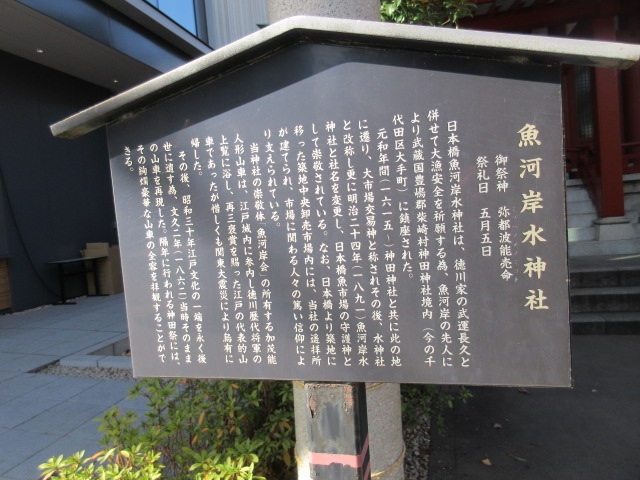 魚河岸水神社
御祭神　弥都波能売命
祭礼日　五月五日
日本橋魚河岸水神社は、徳川家の武運長久と
併せて大漁安全を祈願する為、魚河岸の先人に
より武蔵国豊嶋郡柴崎村神田神社境内（今の千
代田区大手町）に鎮座された。
元和年間（一六一五〜）神田神社と共に此の地
に遷り、大市場交易神と称されその後、水神社
と改称し更に明治二十四年（一八九一）魚河岸水
神社と社名を変更し、日本橋魚市場の守護神と
して崇敬されている。なお、日本橋より築地に
移った築地中央卸売市場内には、当社の遥拝所
が建てられ、市場に関わる人々の篤い信仰によ
り支えられている。
当神社の崇敬団体「魚河岸会」の所有する加茂能
人形山車は、江戸城内に参内し徳川歴代将軍の
上覧に浴し、再三褒賞を賜った江戸の代表的山
車であったが惜しくも関東大震災により烏有に
帰した。
その後、昭和三十年江戸文化の一端を永く後
世に遺す為、文久二年（一八六二）当時そのまま
の山車を再現した。隔年に行われる神田祭には、
その絢爛豪華な山車の全容を拝観することがで
きる。